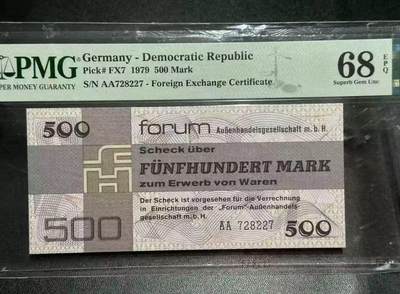 PMG
PER MONEY GUARANTY
Germany - Democratic Republic
Pick# FX7 1979 500 Mark
S/N AA728227 - Foreign Exchange Certificate
68 EPQ
Superb Gem Unc
500
forum Außenhandelsgesellschaft m. b. H.
Scheck über
FÜNFHUNDERT MARK
zum Erwerb von Waren
Der Scheck ist vorgesehen für die Verrechnung
in Einrichtungen der „Forum"-Außenhandels-
gesellschaft m. b. H.
500
AA 728227
500